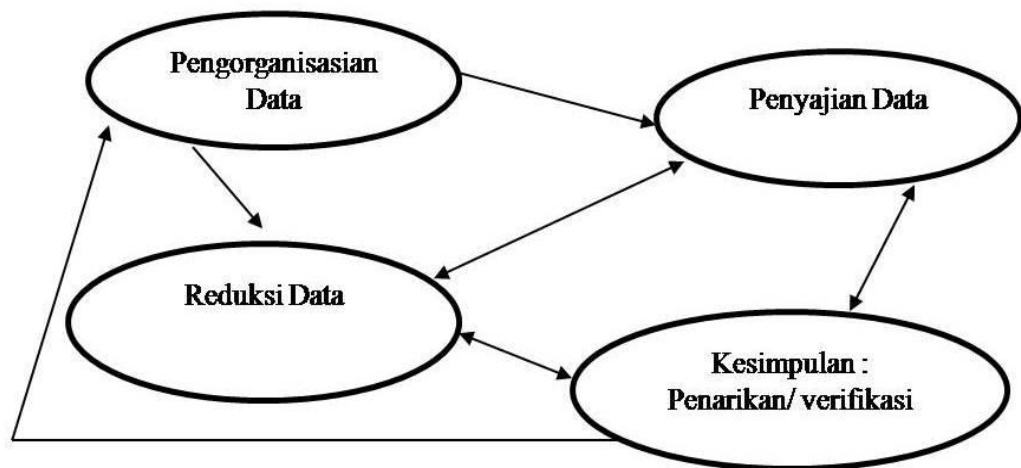 Pengorganisasian
Data
Penyajian Data
Reduksi Data
Kesimpulan :
Penarikan/ verifikasi